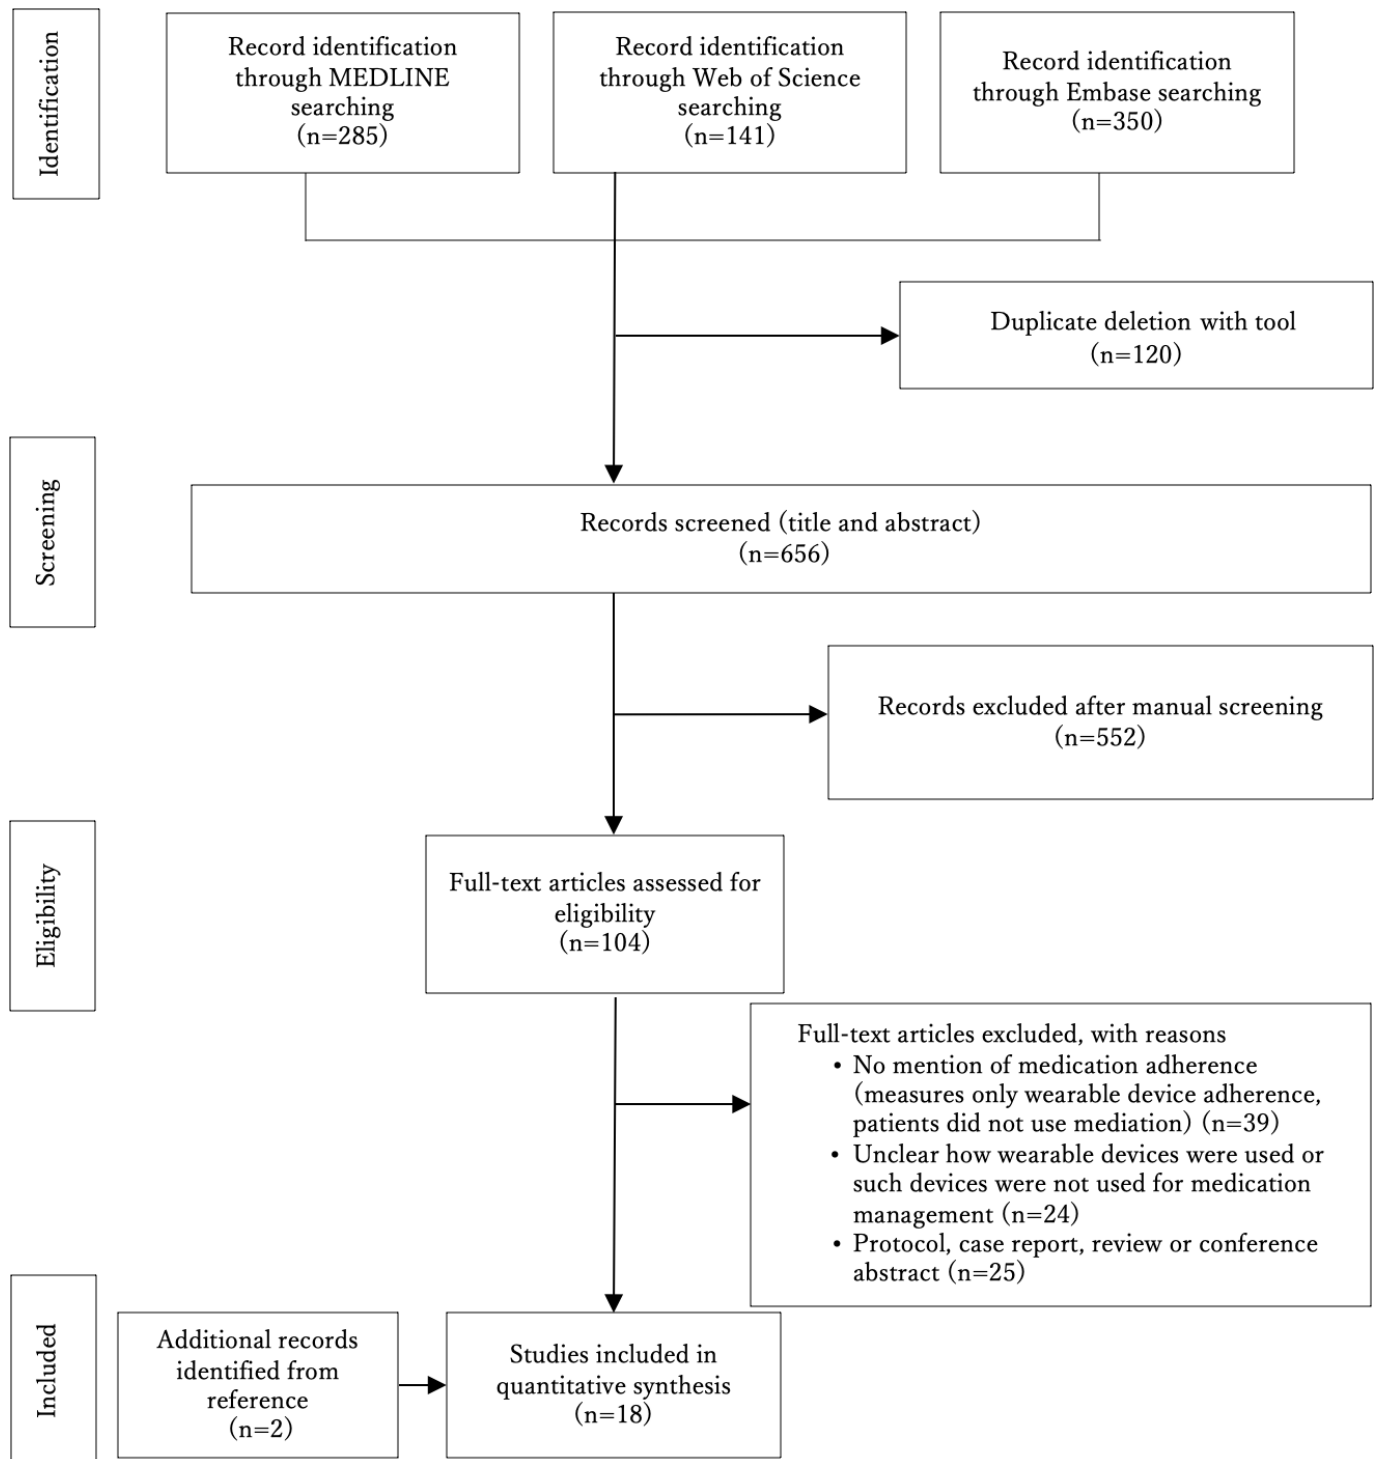 Identification
Record identification
through MEDLINE
searching
(n=285)
Record identification
through Web of Science
searching
(n=141)
Record identification
through Embase searching
(n=350)
Duplicate deletion with tool
(n=120)
Screening
Records screened (title and abstract)
(n=656)
Records excluded after manual screening
(n=552)
Eligibility
Full-text articles assessed for
eligibility
(n=104)
Full-text articles excluded, with reasons
• No mention of medication adherence
(measures only wearable device adherence,
patients did not use mediation) (n=39)
• Unclear how wearable devices were used or
such devices were not used for medication
management (n=24)
• Protocol, case report, review or conference
abstract (n=25)
Included
Additional records
identified from
reference
(n=2)
Studies included in
quantitative synthesis
(n=18)